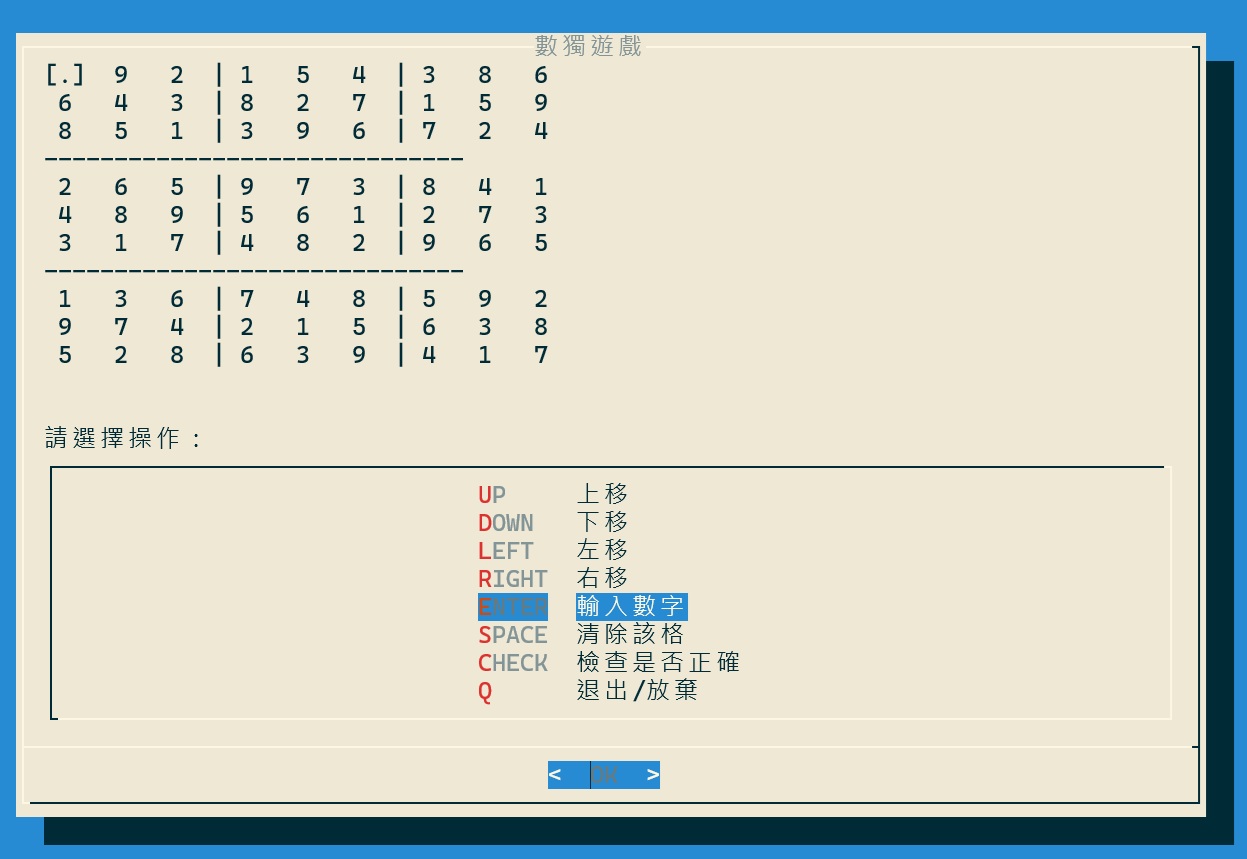 數獨遊戲
[.] 9 2 | 1 5 4 | 3 8 6
6 4 3 | 8 2 7 | 1 5 9
8 5 1 | 3 9 6 | 7 2 4
------------------------------
2 6 5 | 9 7 3 | 8 4 1
4 8 9 | 5 6 1 | 2 7 3
3 1 7 | 4 8 2 | 9 6 5
------------------------------
1 3 6 | 7 4 8 | 5 9 2
9 7 4 | 2 1 5 | 6 3 8
5 2 8 | 6 3 9 | 4 1 7
請選擇操作：
UP 上移
DOWN 下移
LEFT 左移
RIGHT 右移
ENTER 輸入數字
SPACE 清除該格
CHECK 檢查是否正確
Q 退出/放棄
< OK >